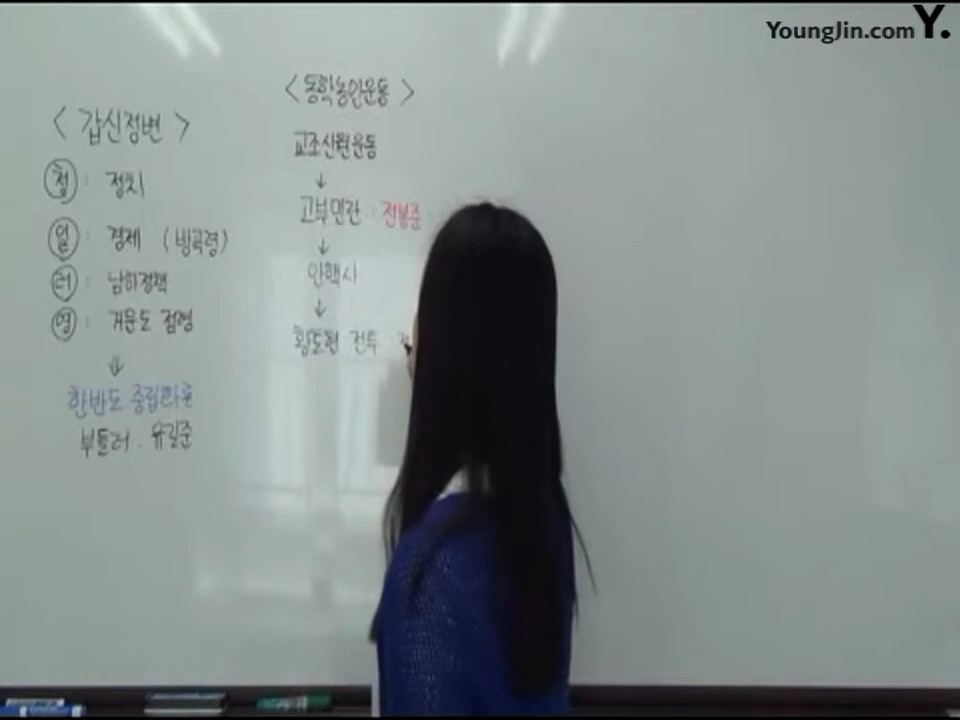 YoungJin.com Y.
<갑신정변>
청 : 정치
일 : 경제 (방곡령)
러 : 남하정책
영 : 거문도 점령
⇓
한반도 중립화론
부들러 . 유길준
<동학농민운동>
교조신원운동
↓
고부민란 : 전봉준
↓
안핵사
↓
황토현 전투 :